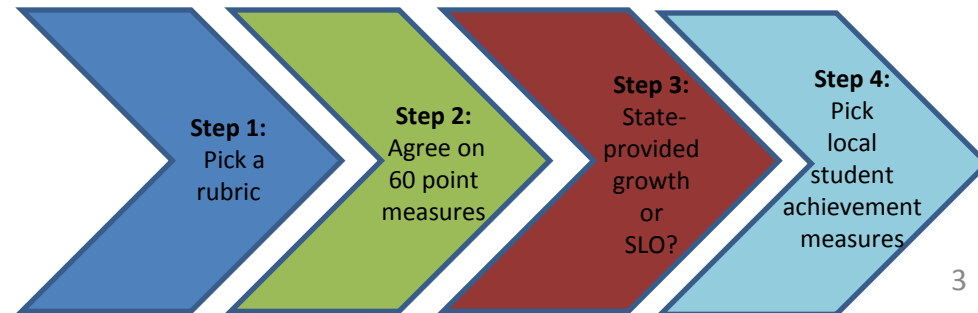 Step 1:
Pick a
rubric
Step 2:
Agree on
60 point
measures
Step 3:
State-
provided
growth
or
SLO?
Step 4:
Pick
local
student
achievement
measures
3